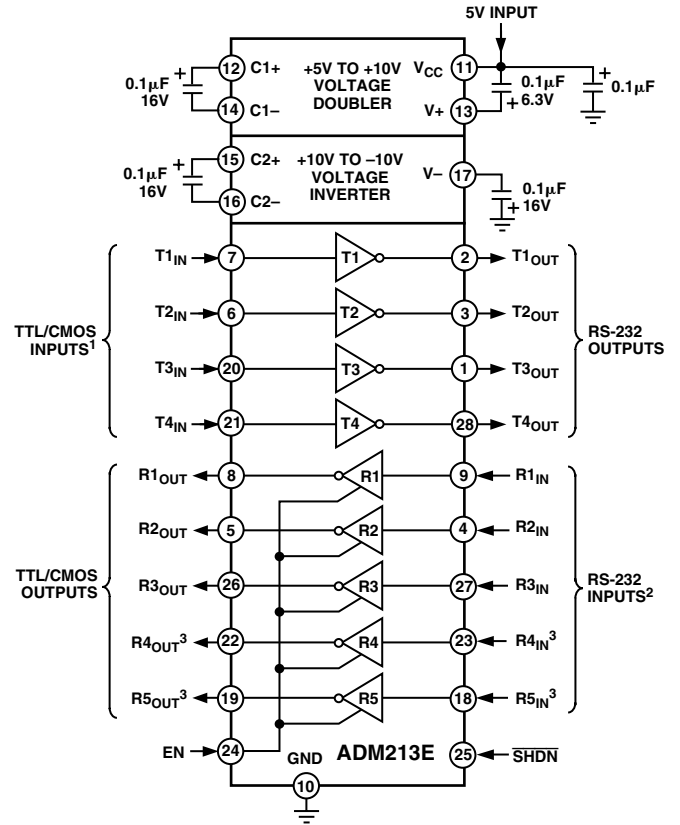 5V INPUT
0.1μF
16V
12 C1+
14 C1–
+5V TO +10V
VOLTAGE
DOUBLER
VCC 11
V+ 13
0.1μF
6.3V
0.1μF
0.1μF
16V
15 C2+
16 C2–
+10V TO –10V
VOLTAGE
INVERTER
V– 17
0.1μF
16V
TTL/CMOS
INPUTS1
T1IN 7 T1 2 T1OUT
T2IN 6 T2 3 T2OUT
T3IN 20 T3 1 T3OUT
T4IN 21 T4 28 T4OUT
RS-232
OUTPUTS
TTL/CMOS
OUTPUTS
R1OUT 8 R1 9 R1IN
R2OUT 5 R2 4 R2IN
R3OUT 26 R3 27 R3IN
R4OUT3 22 R4 23 R4IN3
R5OUT3 19 R5 18 R5IN3
RS-232
INPUTS2
EN 24
GND
10
ADM213E
25 SHDN